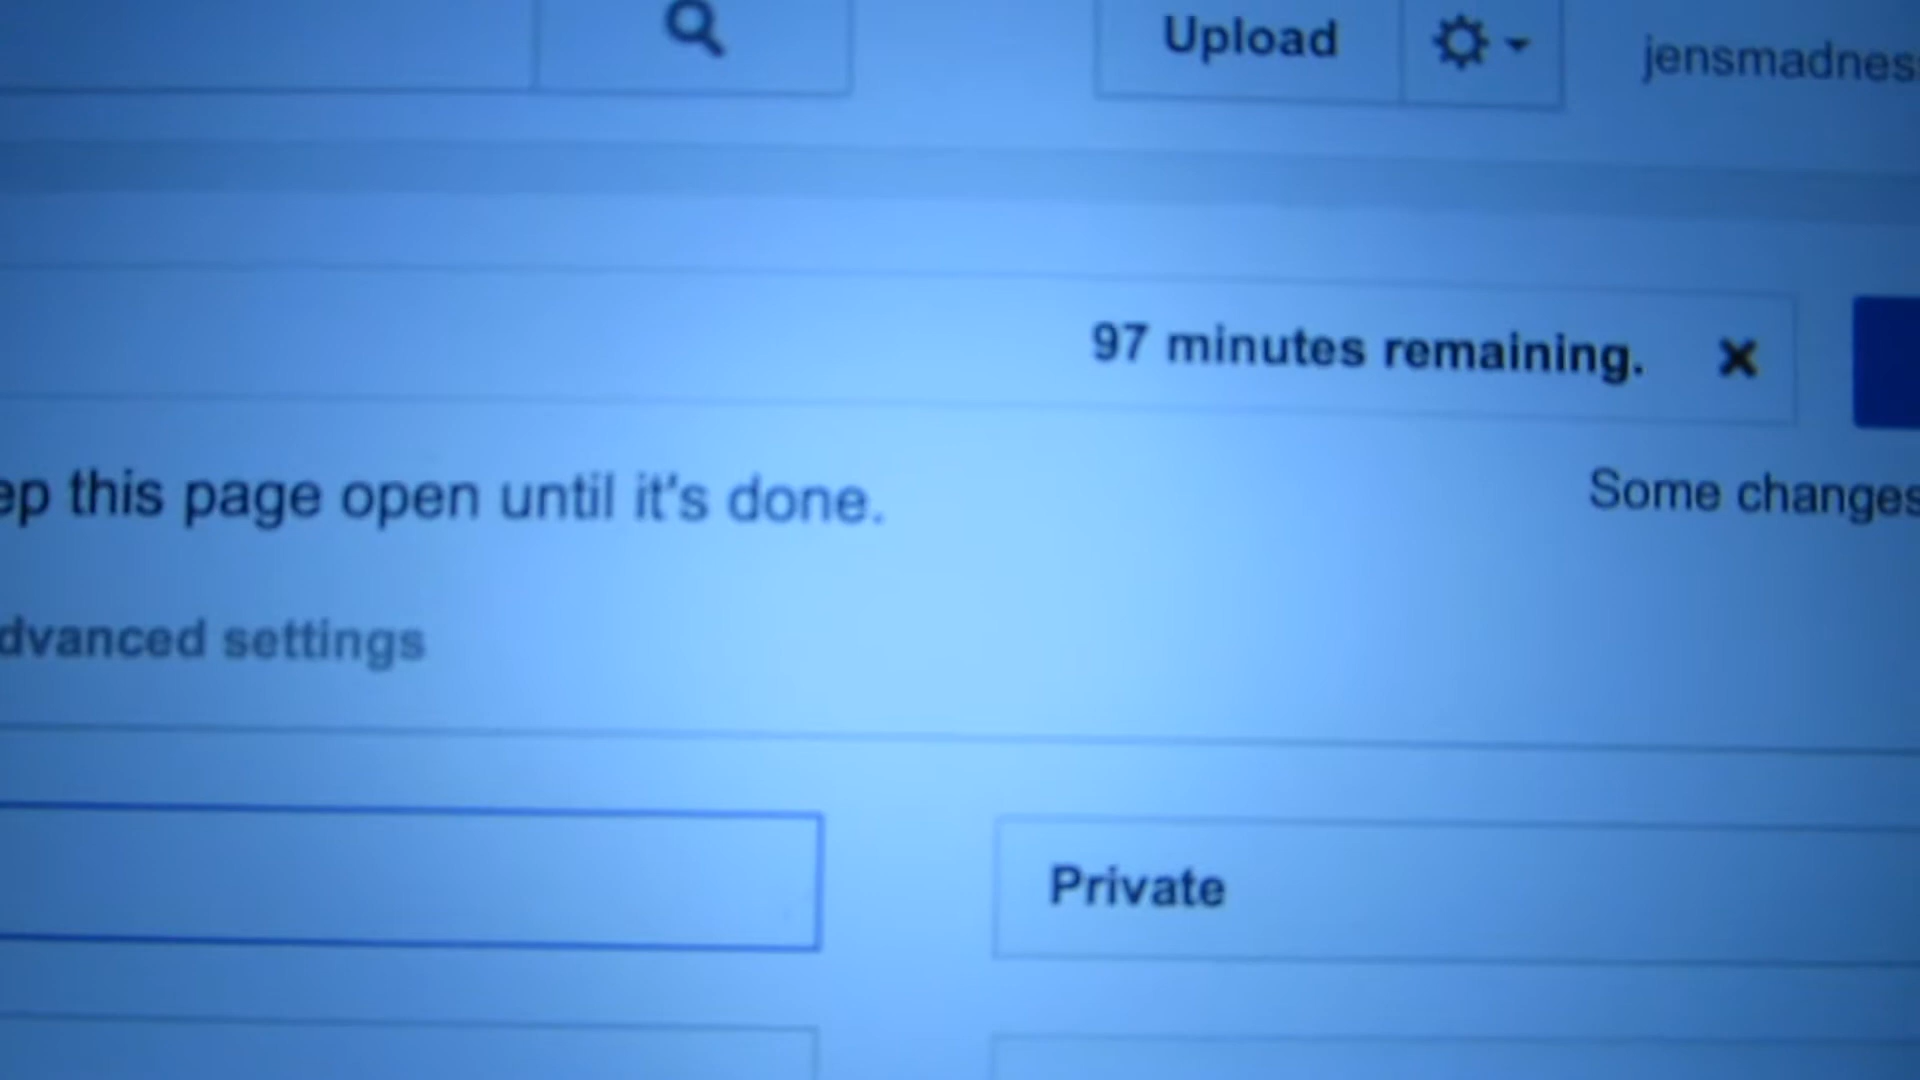 Upload
jensmadnes
97 minutes remaining.
ep this page open until it's done.
Some changes
dvanced settings
Private